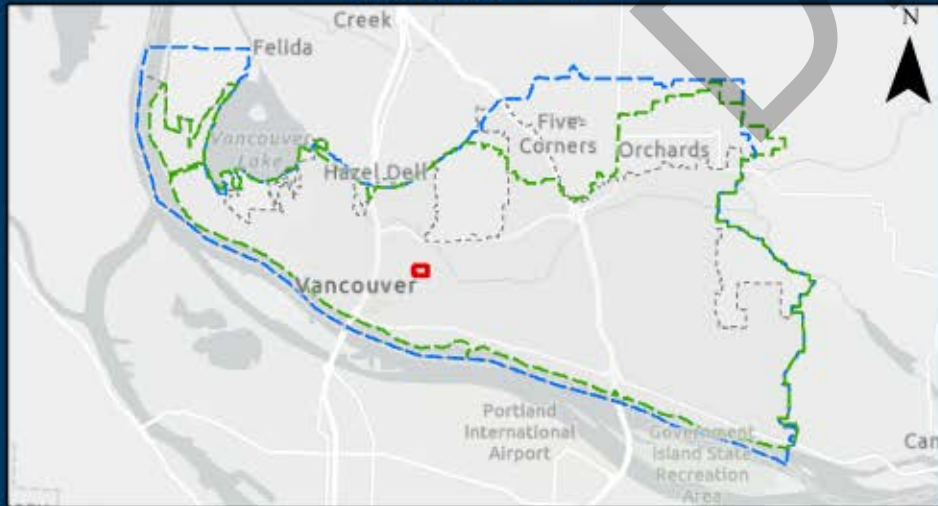 Creek
N
Felida
Vancouver
Lake
Five
Corners
Orchards
Hazel Dell
Vancouver
Portland
International
Airport
Government
Island State
Recreation
Area
Can